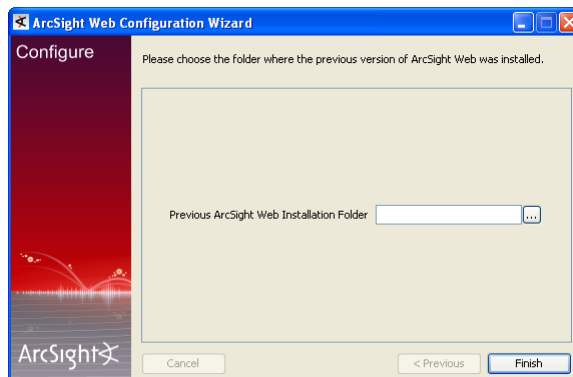 ArcSight Web Configuration Wizard
Configure
Please choose the folder where the previous version of ArcSight Web was installed.
Previous ArcSight Web Installation Folder
...
ArcSight
Cancel
< Previous
Finish